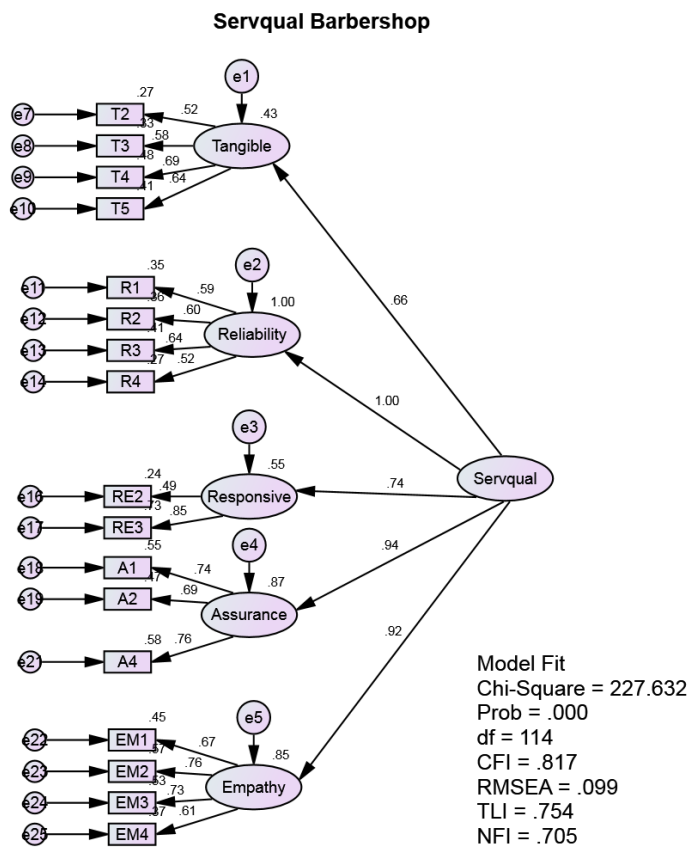 Servqual Barbershop
e1
.27
.43
e7
T2
.52
.33
e8
T3
.58
Tangible
.48
e9
T4
.69
.41
.64
e10
T5
.66
e2
.35
e11
R1
.59
1.00
.36
e12
R2
.60
.41
Reliability
e13
R3
.64
.27
.52
e14
R4
1.00
e3
.24
.55
Servqual
.49
.74
e16
RE2
Responsive
.73
.85
e17
RE3
.55
e4
.94
e18
A1
.74
.87
.47
e19
A2
.69
Assurance
.58
.76
e21
A4
.92
.45
e5
e22
EM1
.67
.85
.57
e23
EM2
.76
.53
Empathy
e24
EM3
.73
.37
.61
e25
EM4
Model Fit
Chi-Square = 227.632
Prob = .000
df = 114
CFI = .817
RMSEA = .099
TLI = .754
NFI = .705